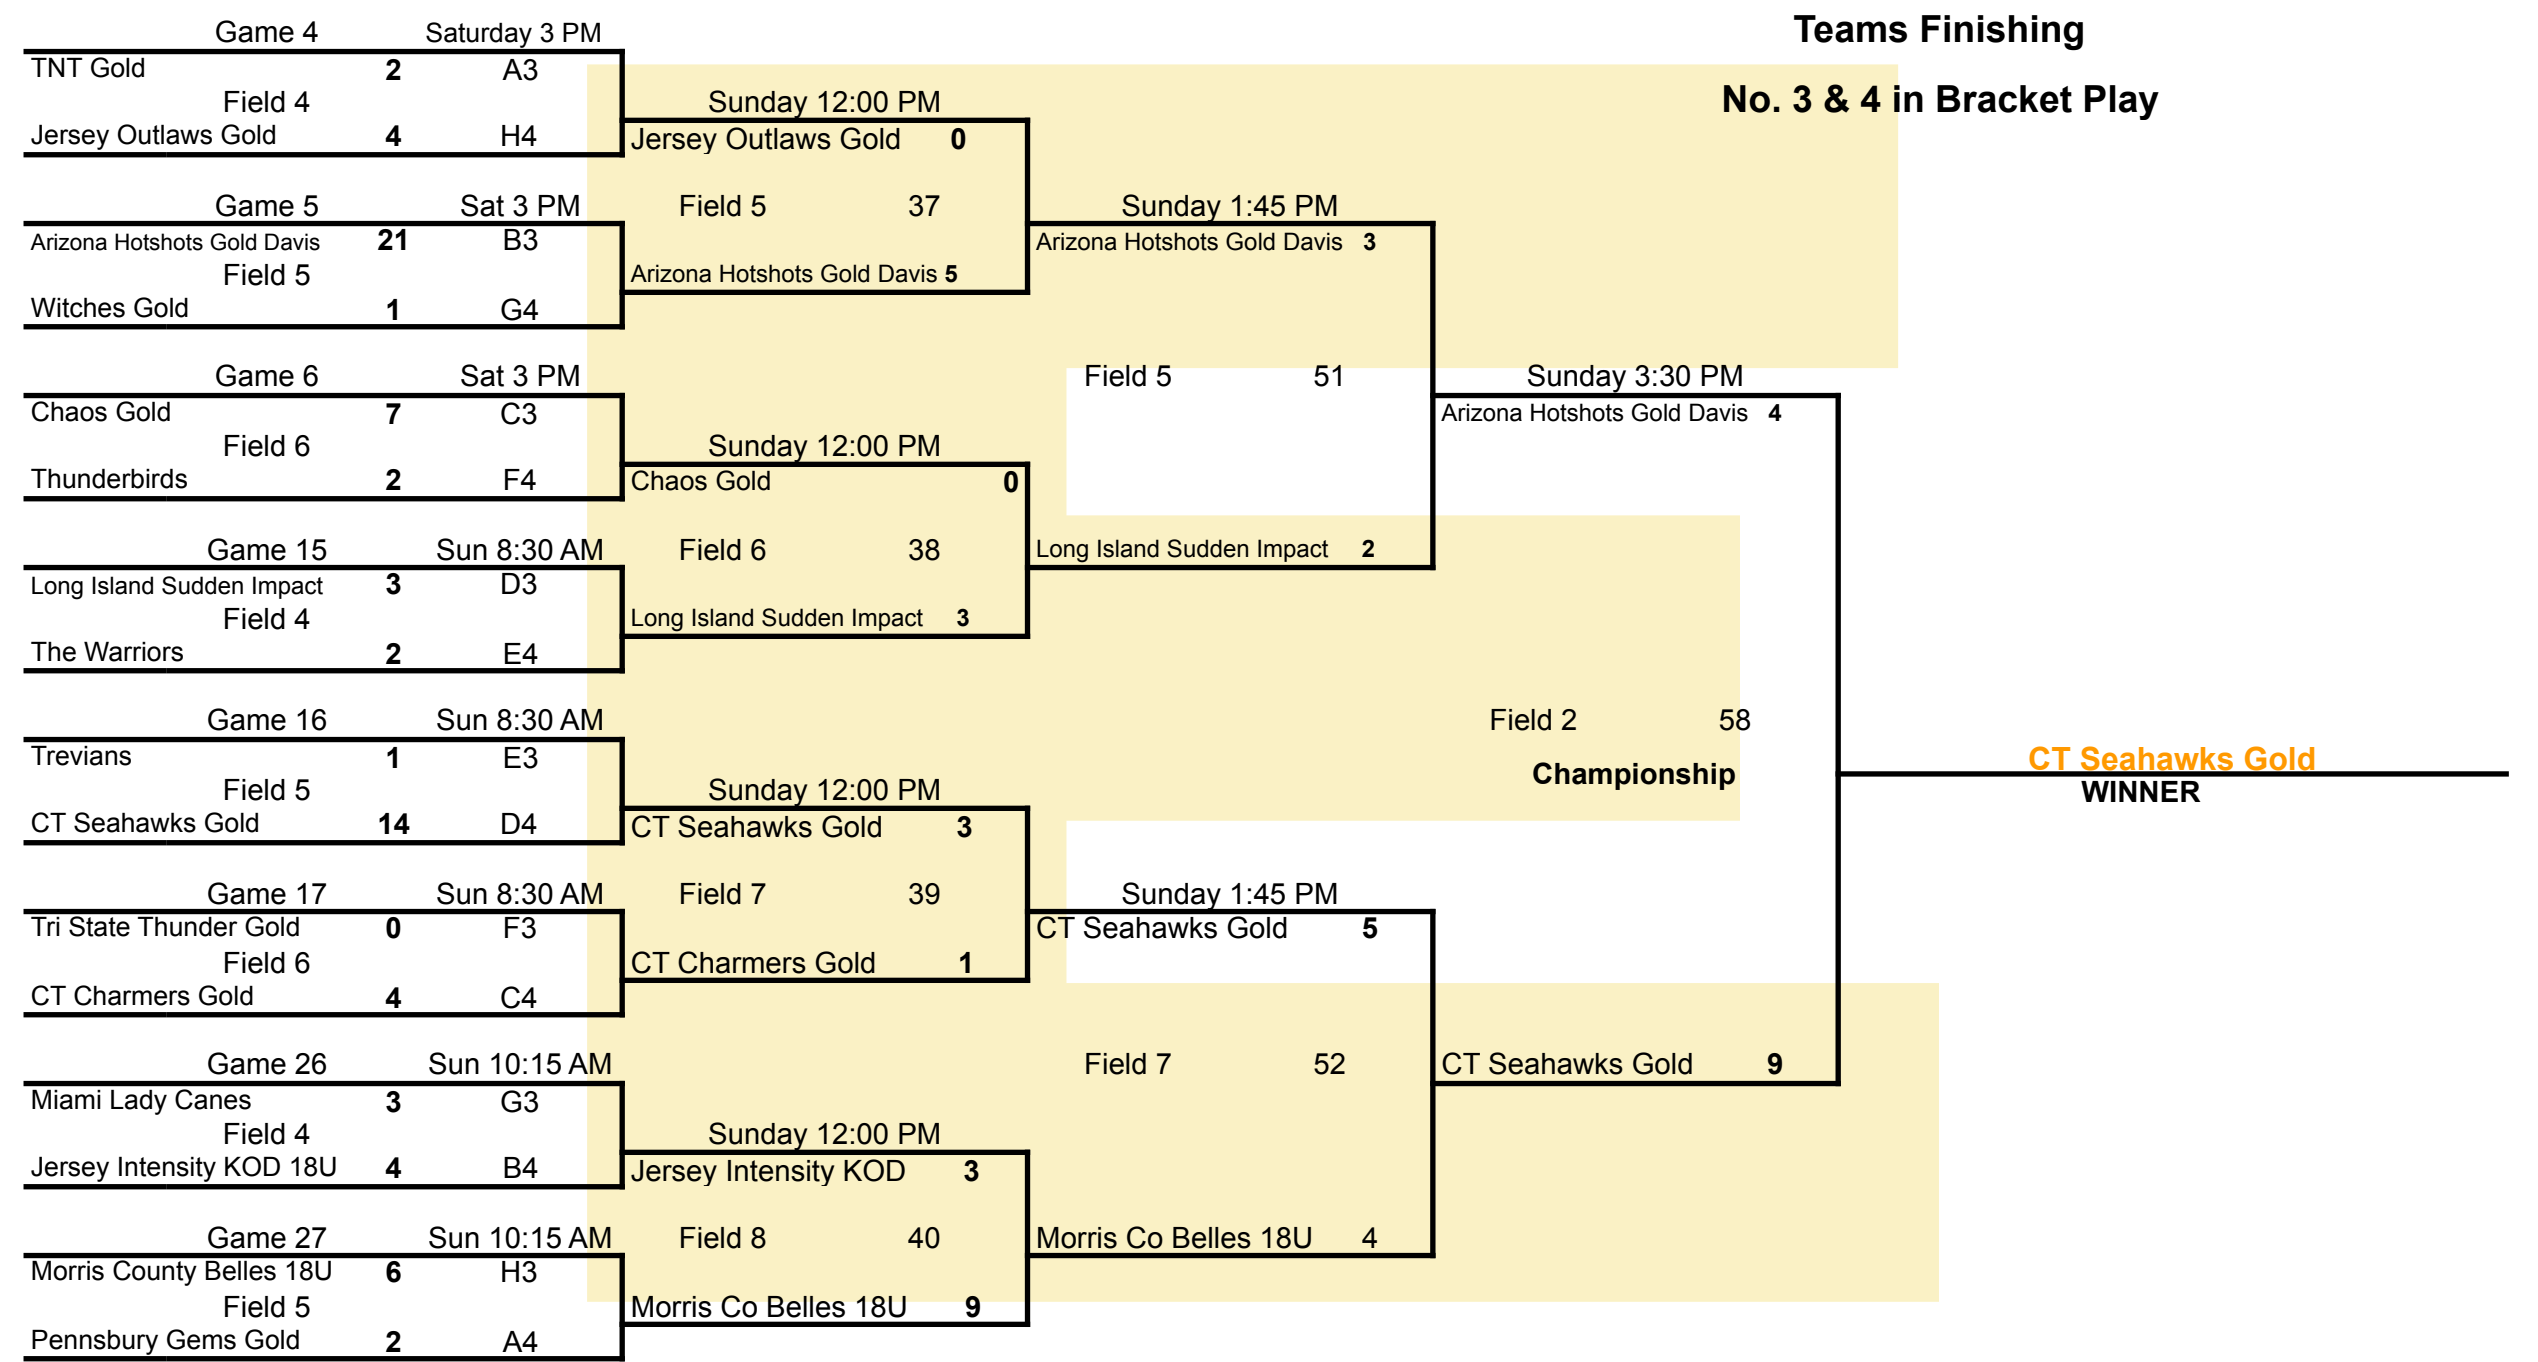 Teams Finishing
No. 3 & 4 in Bracket Play
Game 4 Saturday 3 PM
TNT Gold 2 A3
Field 4
Jersey Outlaws Gold 4 H4
Game 5 Sat 3 PM
Arizona Hotshots Gold Davis 21 B3
Field 5
Witches Gold 1 G4
Game 6 Sat 3 PM
Chaos Gold 7 C3
Field 6
Thunderbirds 2 F4
Game 15 Sun 8:30 AM
Long Island Sudden Impact 3 D3
Field 4
The Warriors 2 E4
Game 16 Sun 8:30 AM
Trevians 1 E3
Field 5
CT Seahawks Gold 14 D4
Game 17 Sun 8:30 AM
Tri State Thunder Gold 0 F3
Field 6
CT Charmers Gold 4 C4
Game 26 Sun 10:15 AM
Miami Lady Canes 3 G3
Field 4
Jersey Intensity KOD 18U 4 B4
Game 27 Sun 10:15 AM
Morris County Belles 18U 6 H3
Field 5
Pennsbury Gems Gold 2 A4
Sunday 12:00 PM
Jersey Outlaws Gold 0
Field 5 37
Arizona Hotshots Gold Davis 5
Sunday 12:00 PM
Chaos Gold 0
Field 6 38
Long Island Sudden Impact 3
Sunday 12:00 PM
CT Seahawks Gold 3
Field 7 39
CT Charmers Gold 1
Sunday 12:00 PM
Jersey Intensity KOD 3
Field 8 40
Morris Co Belles 18U 9
Sunday 1:45 PM
Arizona Hotshots Gold Davis 3
Field 5 51
Long Island Sudden Impact 2
Sunday 1:45 PM
CT Seahawks Gold 5
Field 7 52
Morris Co Belles 18U 4
Sunday 3:30 PM
Arizona Hotshots Gold Davis 4
Field 2 58
Championship
CT Seahawks Gold 9
CT Seahawks Gold
WINNER